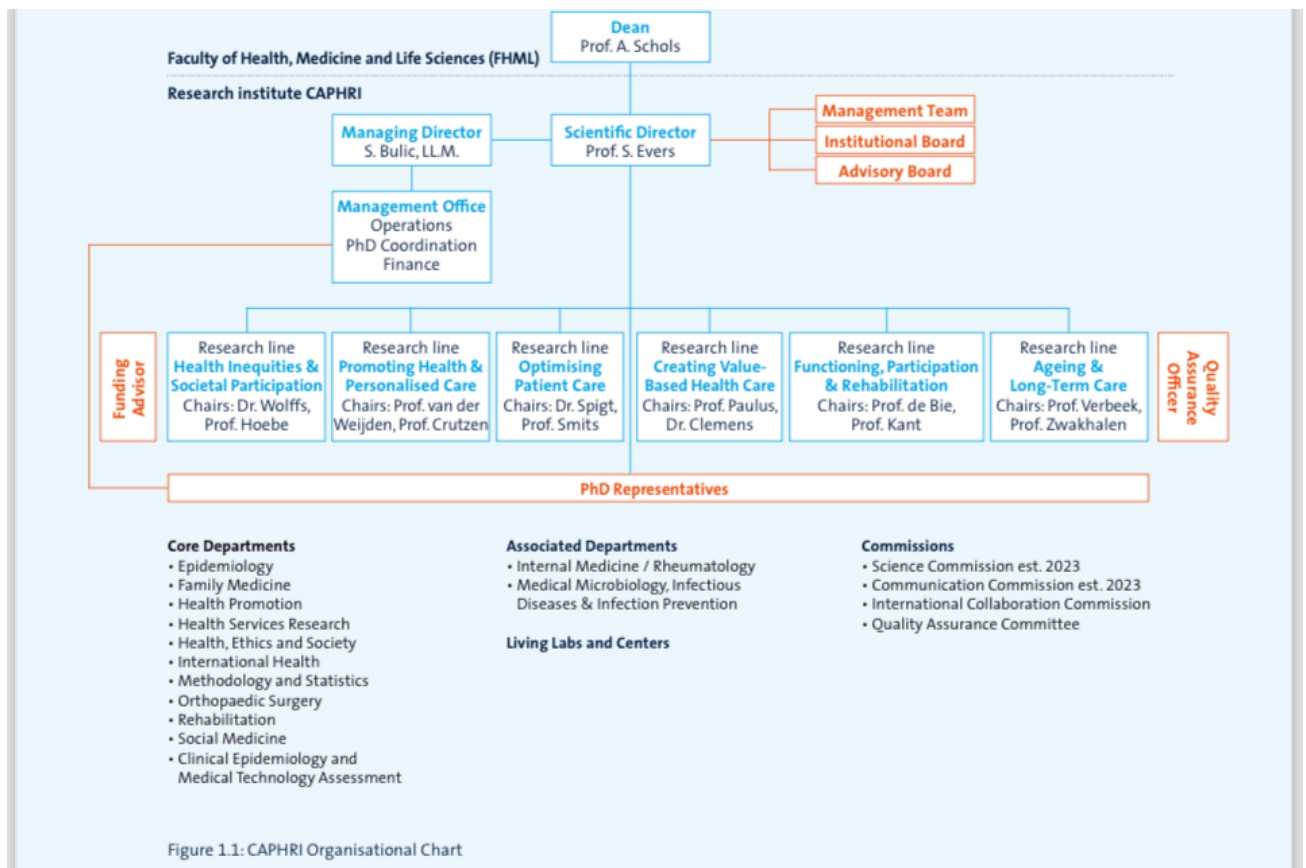 Dean
Prof. A. Schols
Faculty of Health, Medicine and Life Sciences (FHML)
Research institute CAPHRI
Managing Director
S. Bulic, LL.M.
Scientific Director
Prof. S. Evers
Management Team
Institutional Board
Advisory Board
Management Office
Operations
PhD Coordination
Finance
Funding
Advisor
Research line
Health Inequities &
Societal Participation
Chairs: Dr. Wolffs,
Prof. Hoebe
Research line
Promoting Health &
Personalised Care
Chairs: Prof. van der
Weijden, Prof. Crutzen
Research line
Optimising
Patient Care
Chairs: Dr. Spigt,
Prof. Smits
Research line
Creating Value-
Based Health Care
Chairs: Prof. Paulus,
Dr. Clemens
Research line
Functioning, Participation
& Rehabilitation
Chairs: Prof. de Bie,
Prof. Kant
Research line
Ageing &
Long-Term Care
Chairs: Prof. Verbeek,
Prof. Zwakhalen
Quality
Assurance
Officer
PhD Representatives
Core Departments
• Epidemiology
• Family Medicine
• Health Promotion
• Health Services Research
• Health, Ethics and Society
• International Health
• Methodology and Statistics
• Orthopaedic Surgery
• Rehabilitation
• Social Medicine
• Clinical Epidemiology and
Medical Technology Assessment
Associated Departments
• Internal Medicine / Rheumatology
• Medical Microbiology, Infectious
Diseases & Infection Prevention
Living Labs and Centers
Commissions
• Science Commission est. 2023
• Communication Commission est. 2023
• International Collaboration Commission
• Quality Assurance Committee
Figure 1.1: CAPHRI Organisational Chart